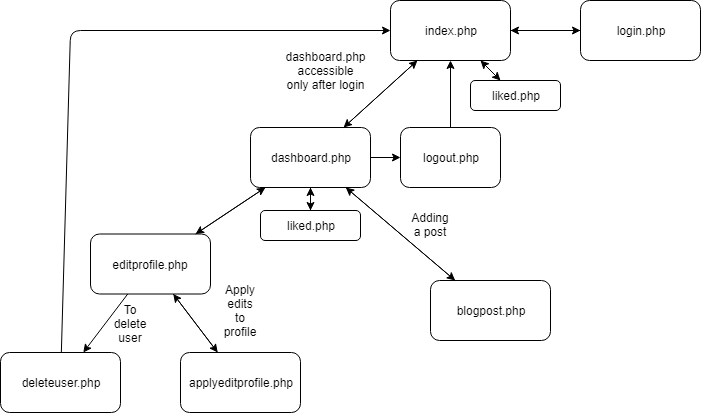 index.php
login.php
dashboard.php
accessible
only after login
liked.php
dashboard.php
logout.php
liked.php
Adding
a post
editprofile.php
Apply
edits
to
profile
To
delete
user
blogpost.php
deleteuser.php
applyeditprofile.php